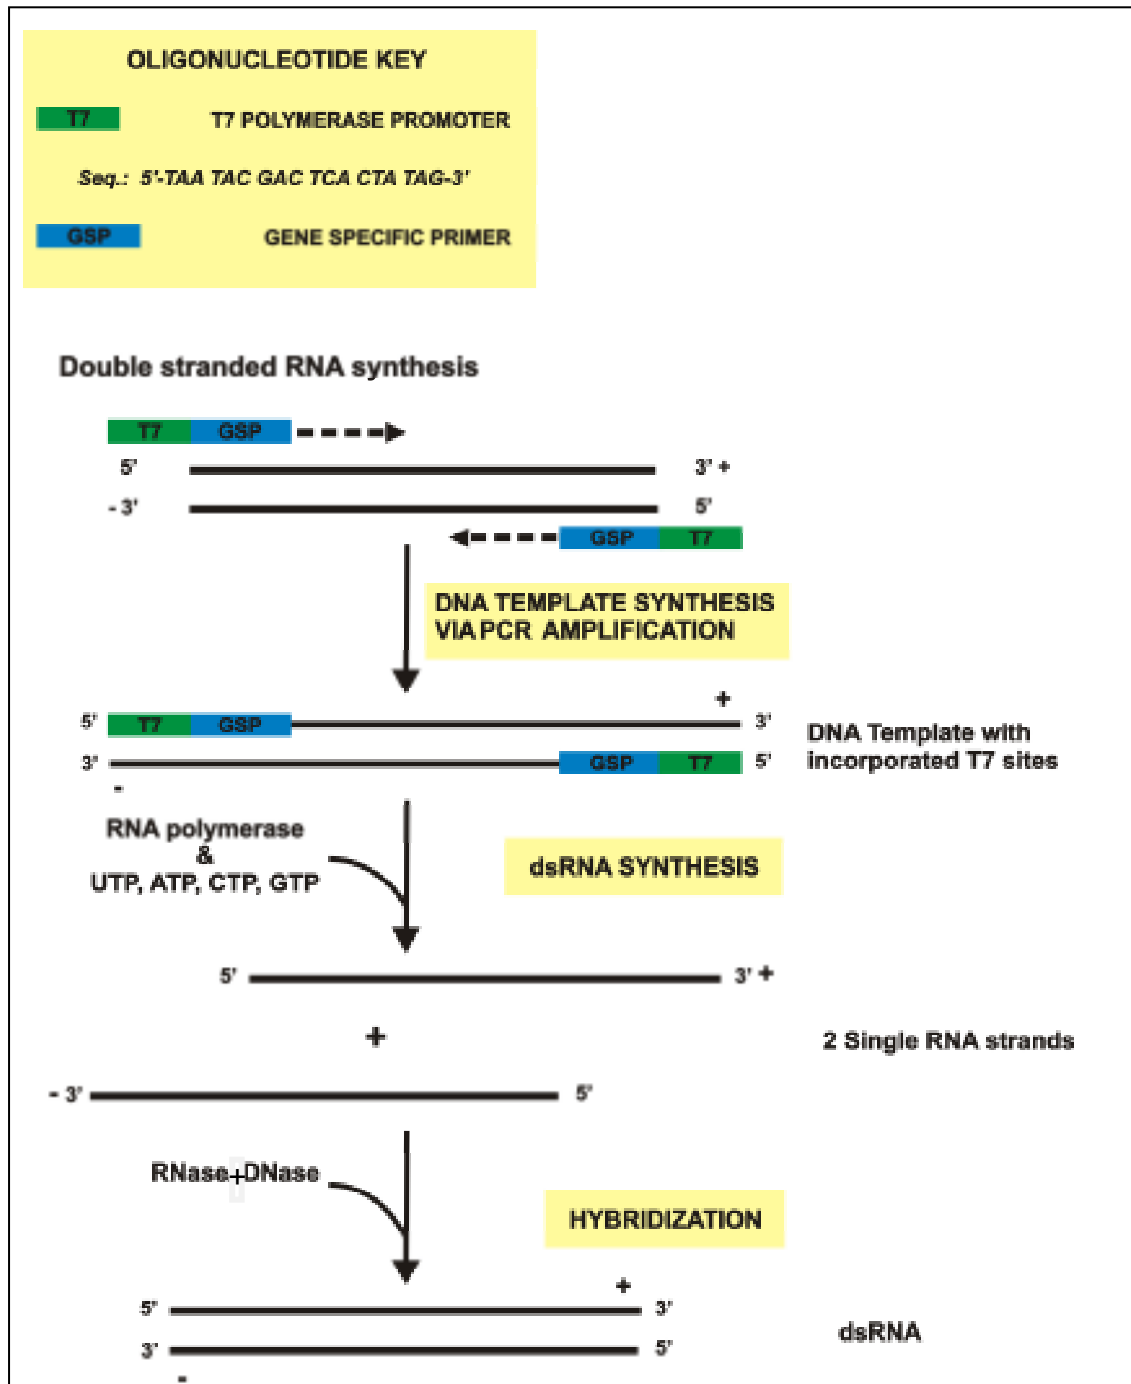 OLIGONUCLEOTIDE KEY
T7 T7 POLYMERASE PROMOTER
Seq.: 5'-TAA TAC GAC TCA CTA TAG-3'
GSP GENE SPECIFIC PRIMER
Double stranded RNA synthesis
T7 GSP
5' 3' +
- 3' 5'
GSP T7
DNA TEMPLATE SYNTHESIS
VIA PCR AMPLIFICATION
+
5' T7 GSP 3'
3' GSP T7 5'
-
DNA Template with
incorporated T7 sites
RNA polymerase
&
UTP, ATP, CTP, GTP
dsRNA SYNTHESIS
5' 3' +
+
2 Single RNA strands
- 3' 5'
RNase+DNase
HYBRIDIZATION
+
5' 3'
3' 5'
-
dsRNA